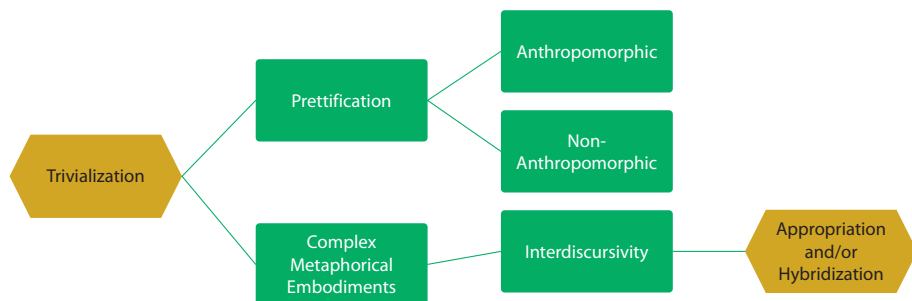 Trivialization
Prettification
Anthropomorphic
Non-
Anthropomorphic
Complex
Metaphorical
Embodiments
Interdiscursivity
Appropriation
and/or
Hybridization